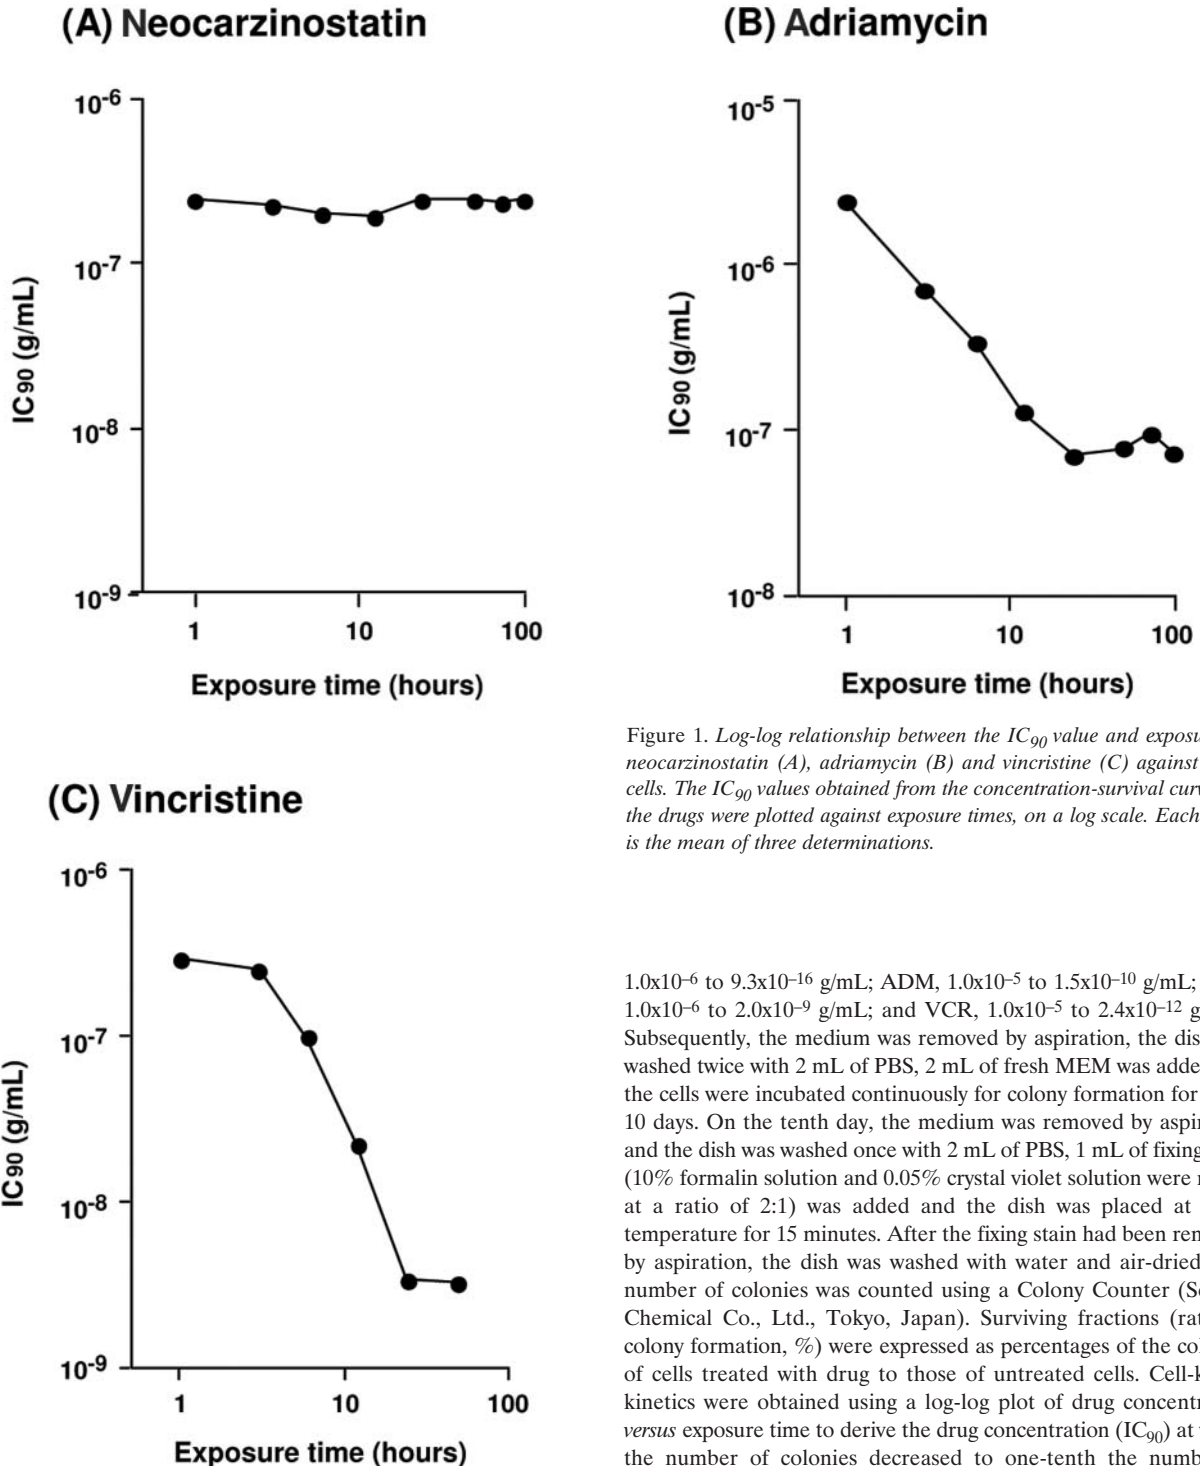 (A) Neocarzinostatin
10-6
10-7
10-8
10-9
IC90 (g/mL)
1 10 100
Exposure time (hours)
(B) Adriamycin
10-5
10-6
10-7
10-8
IC90 (g/mL)
1 10 100
Exposure time (hours)
Figure 1. Log-log relationship between the IC90 value and
neocarzinostatin (A), adriamycin (B) and vincristine (C) against
cells. The IC90 values obtained from the concentration-survival
the drugs were plotted against exposure times, on a log scale. Each
is the mean of three determinations.
(C) Vincristine
10-6
10-7
10-8
10-9
IC90 (g/mL)
1 10 100
Exposure time (hours)
1.0x10–6 to 9.3x10–16 g/mL; ADM, 1.0x10–5 to 1.5x10–10 g/mL;
1.0x10–6 to 2.0x10–9 g/mL; and VCR, 1.0x10–5 to 2.4x10–12
Subsequently, the medium was removed by aspiration, the
washed twice with 2 mL of PBS, 2 mL of fresh MEM was
the cells were incubated continuously for colony formation for
10 days. On the tenth day, the medium was removed by
and the dish was washed once with 2 mL of PBS, 1 mL of fixing
(10% formalin solution and 0.05% crystal violet solution were
at a ratio of 2:1) was added and the dish was placed at
temperature for 15 minutes. After the fixing stain had been
by aspiration, the dish was washed with water and air-dried
number of colonies was counted using a Colony Counter
Chemical Co., Ltd., Tokyo, Japan). Surviving fractions
colony formation, %) were expressed as percentages of the
of cells treated with drug to those of untreated cells.
kinetics were obtained using a log-log plot of drug
versus exposure time to derive the drug concentration (IC90) at
the number of colonies decreased to one-tenth the